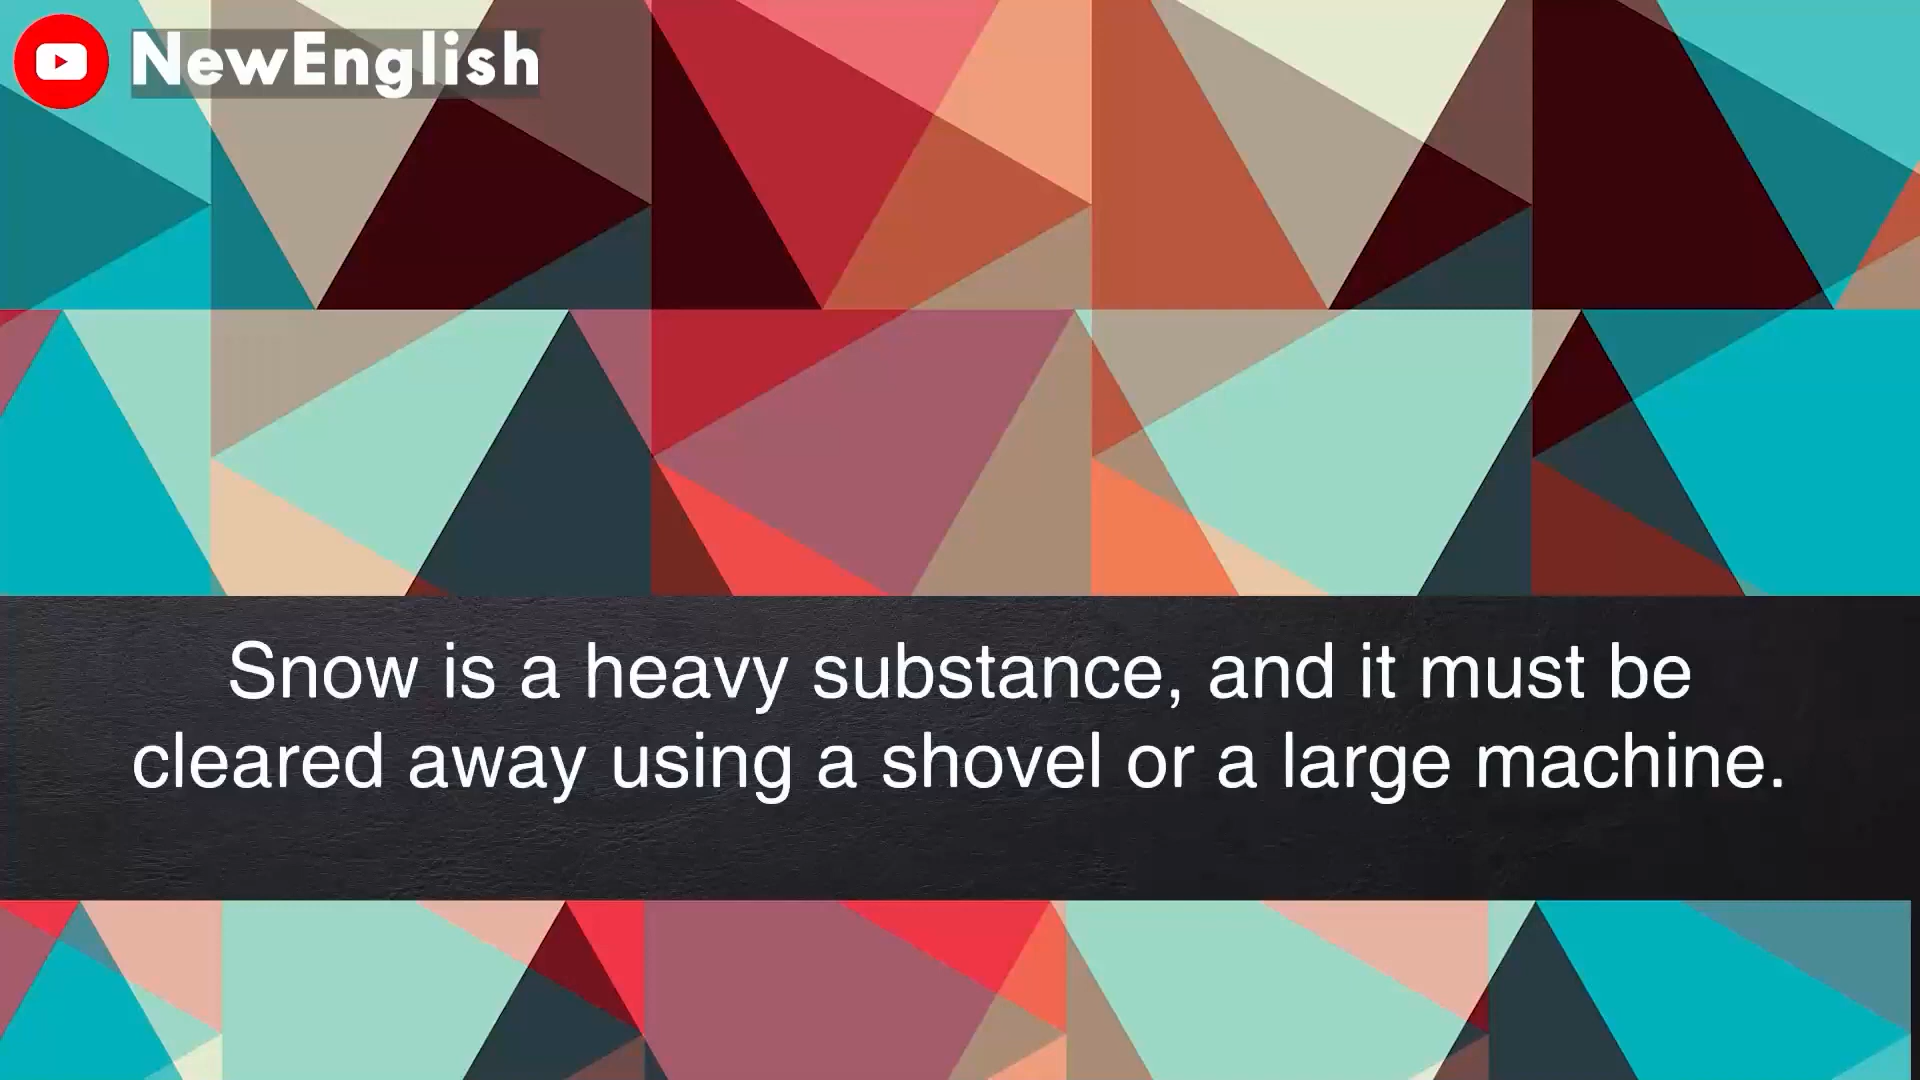 NewEnglish
Snow is a heavy substance, and it must be
cleared away using a shovel or a large machine.